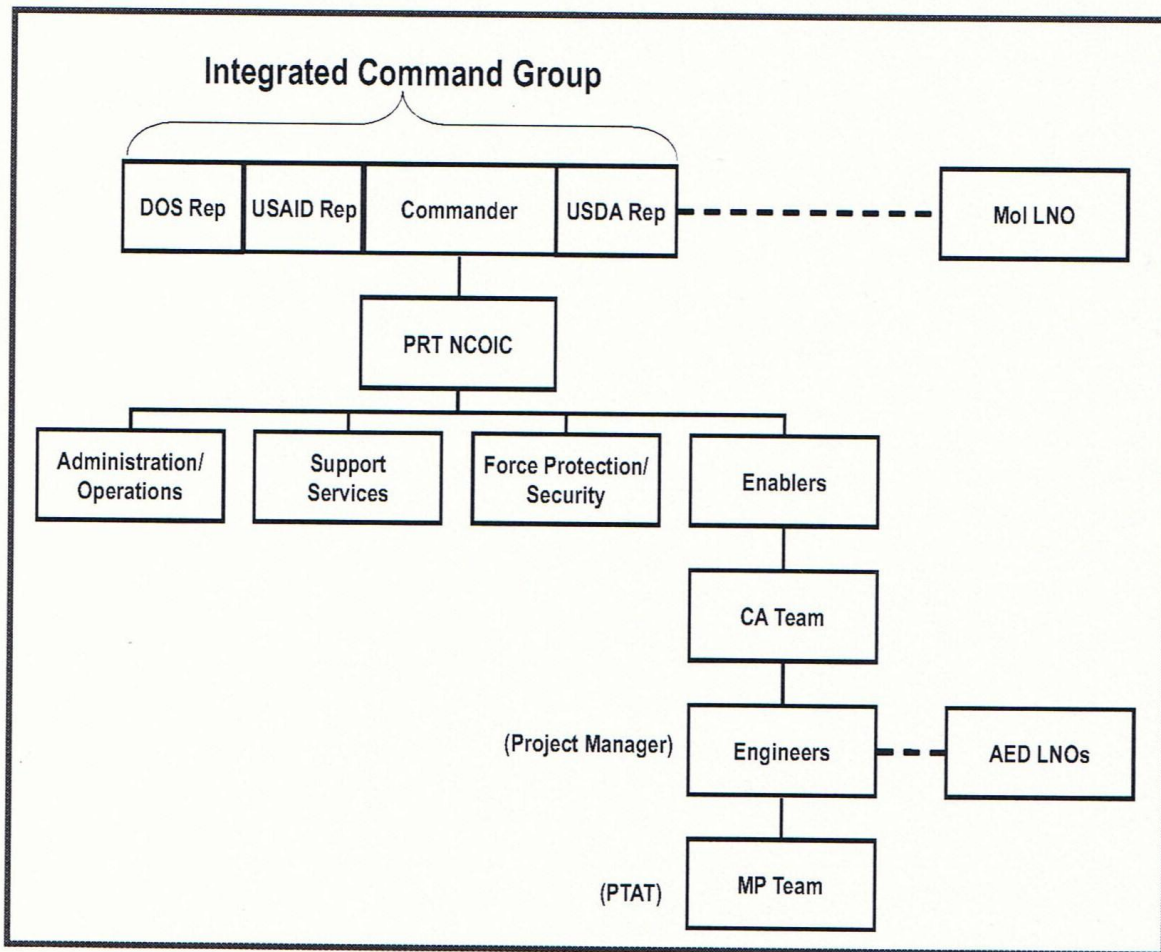 Integrated Command Group
DOS Rep
USAID Rep
Commander
USDA Rep
MoI LNO
PRT NCOIC
Administration/
Operations
Support
Services
Force Protection/
Security
Enablers
CA Team
(Project Manager)
Engineers
AED LNOs
(PTAT)
MP Team